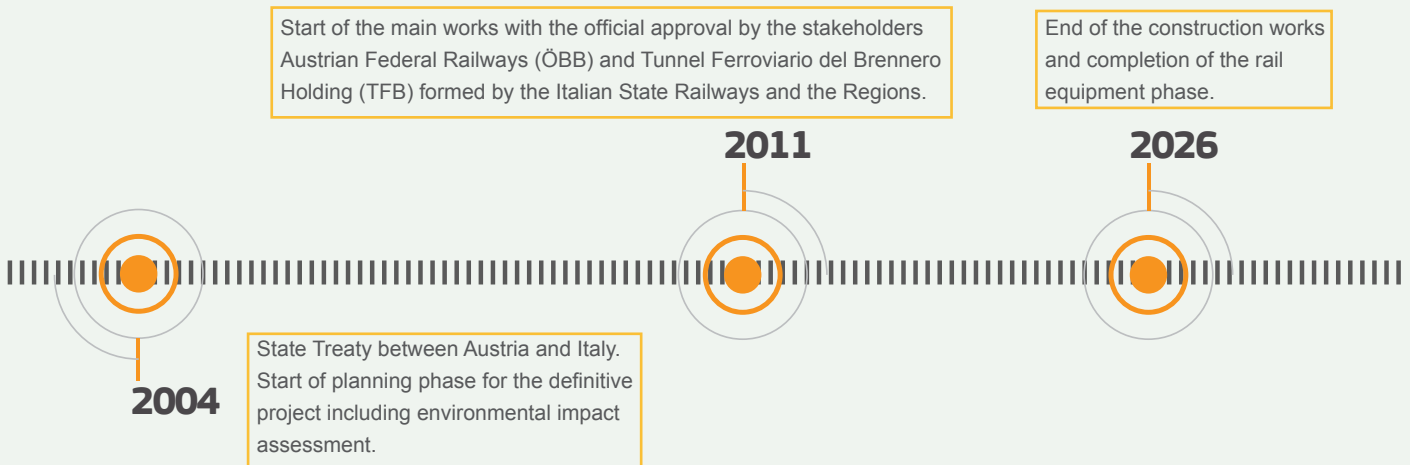 Start of the main works with the official approval by the stakeholders
Austrian Federal Railways (ÖBB) and Tunnel Ferroviario del Brennero
Holding (TFB) formed by the Italian State Railways and the Regions.
2011
End of the construction works
and completion of the rail
equipment phase.
2026
2004
State Treaty between Austria and Italy.
Start of planning phase for the definitive
project including environmental impact
assessment.